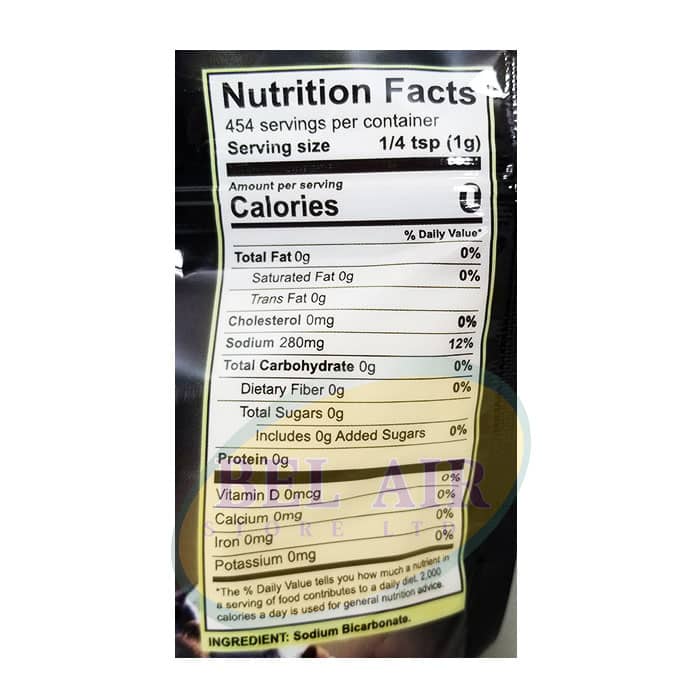 Nutrition Facts
454 servings per container
Serving size 1/4 tsp (1g)
Amount per serving
Calories
% Daily Value*
Total Fat 0g 0%
Saturated Fat 0g 0%
Trans Fat 0g
Cholesterol 0mg 0%
Sodium 280mg 12%
Total Carbohydrate 0g 0%
Dietary Fiber 0g 0%
Total Sugars 0g
Includes 0g Added Sugars 0%
Protein 0g
BEL AIR
Vitamin D 0mcg 0%
Calcium 0mg 0%
STORE LTD
Iron 0mg 0%
Potassium 0mg 0%
*The % Daily Value tells you how much a nutrient in
a serving of food contributes to a daily diet. 2,000
calories a day is used for general nutrition advice.
INGREDIENT: Sodium Bicarbonate.